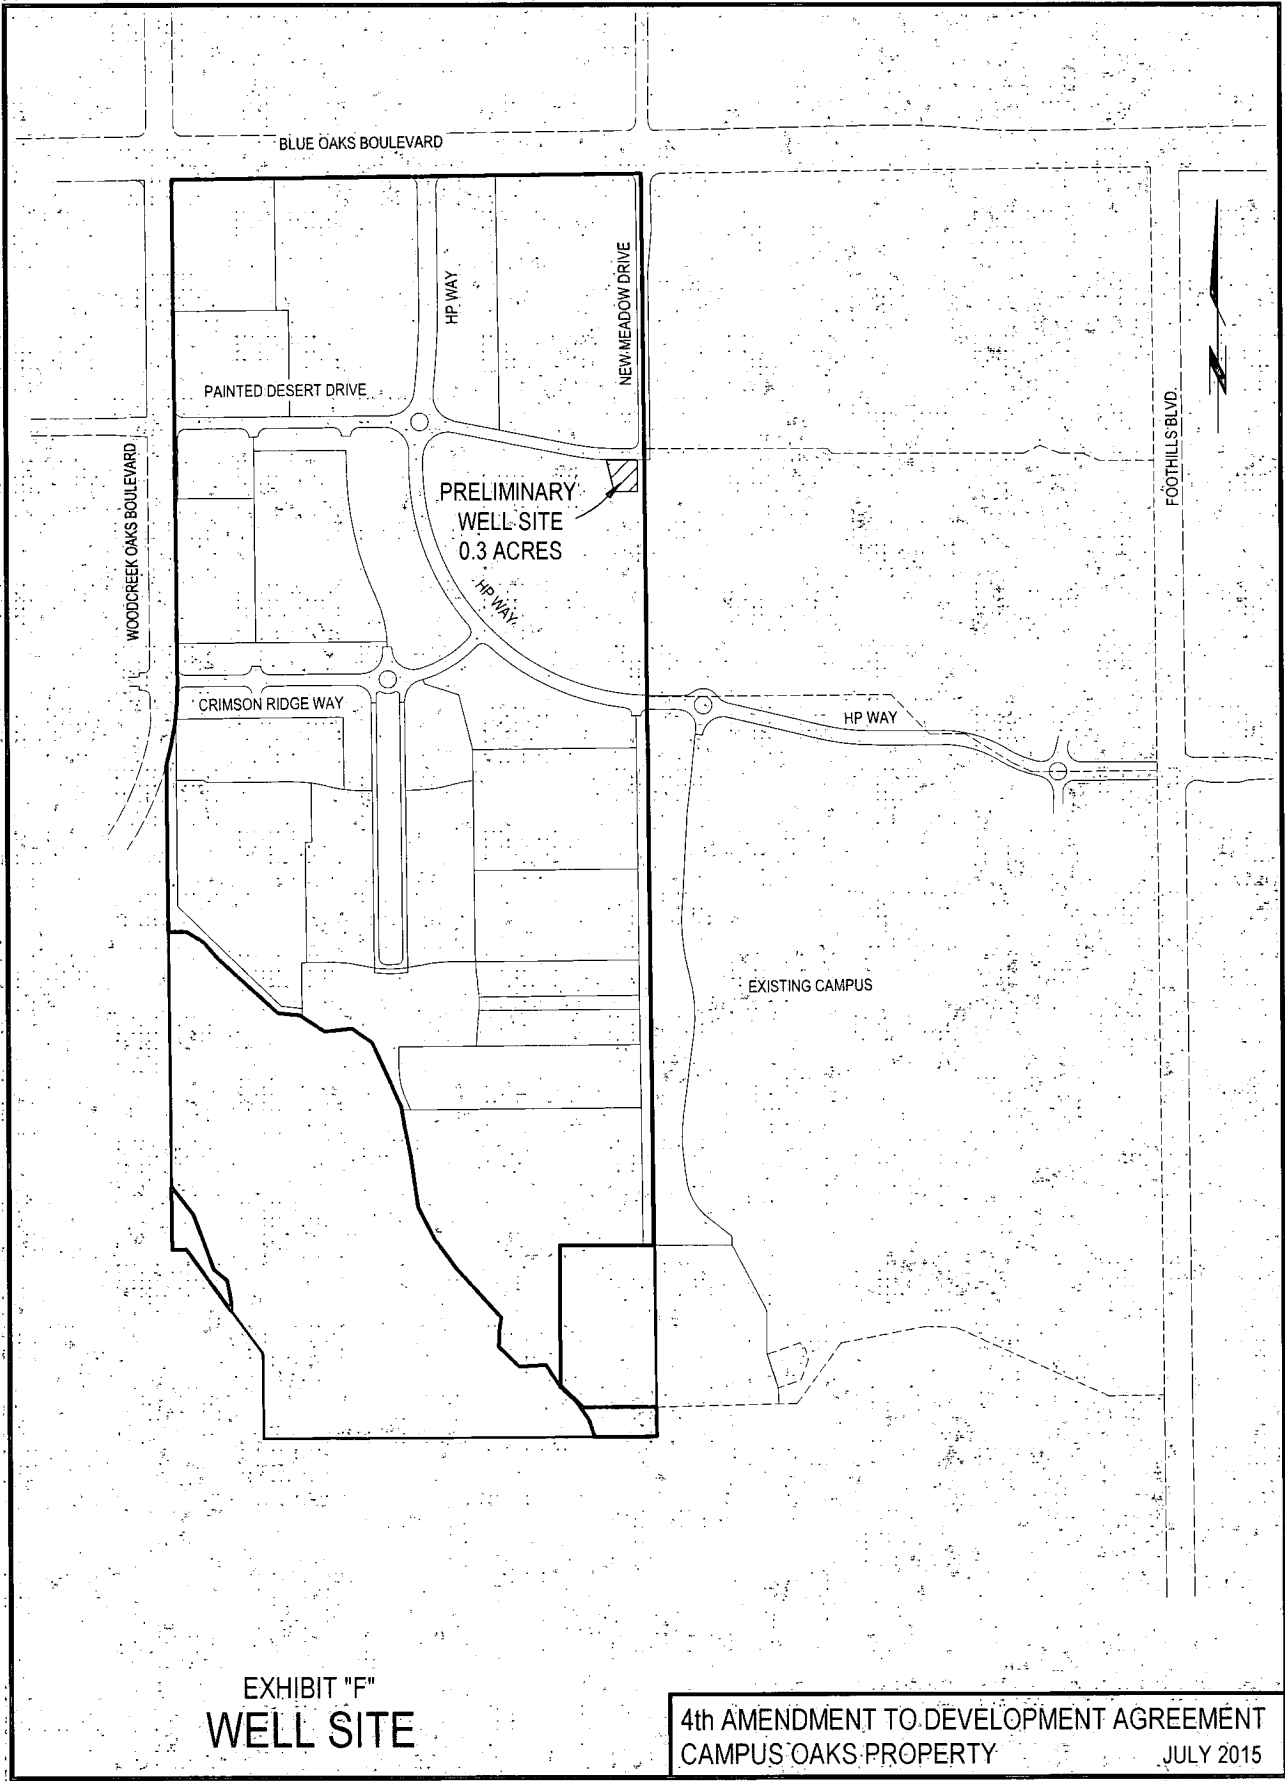 BLUE OAKS BOULEVARD
HP WAY
NEW MEADOW DRIVE
PAINTED DESERT DRIVE
WOODCREEK OAKS BOULEVARD
FOOTHILLS BLVD.
PRELIMINARY
WELL SITE
0.3 ACRES
HP WAY
CRIMSON RIDGE WAY
HP WAY
EXISTING CAMPUS
EXHIBIT "F"
WELL SITE
4th AMENDMENT TO DEVELOPMENT AGREEMENT
CAMPUS OAKS PROPERTY
JULY 2015